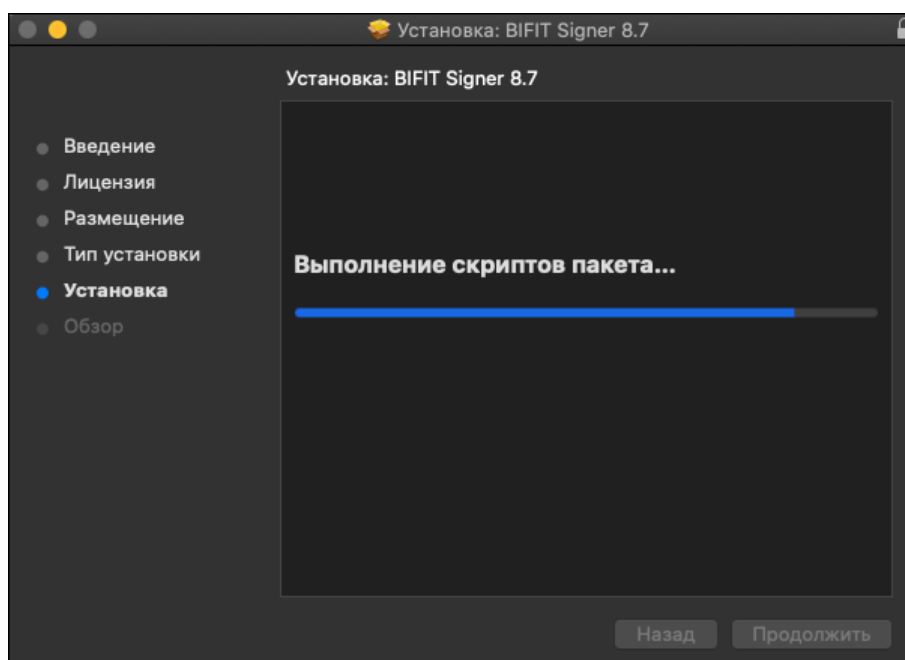 Установка: BIFIT Signer 8.7
Установка: BIFIT Signer 8.7
Введение
Лицензия
Размещение
Тип установки
Установка
Обзор
Выполнение скриптов пакета...
Назад
Продолжить